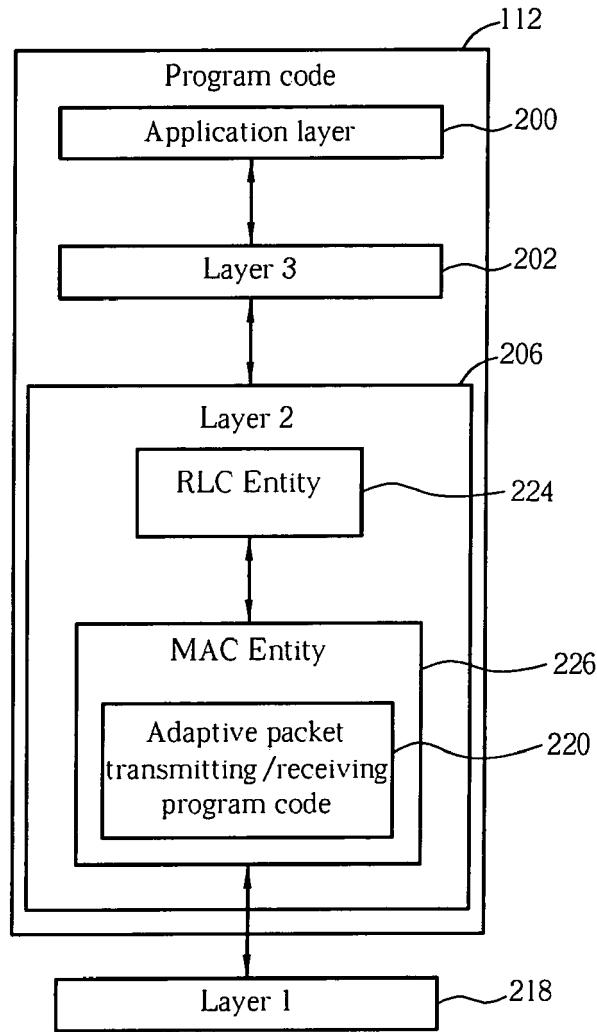 112
Program code
Application layer
200
Layer 3
202
206
Layer 2
RLC Entity
224
MAC Entity
226
Adaptive packet
transmitting/receiving
program code
220
Layer 1
218